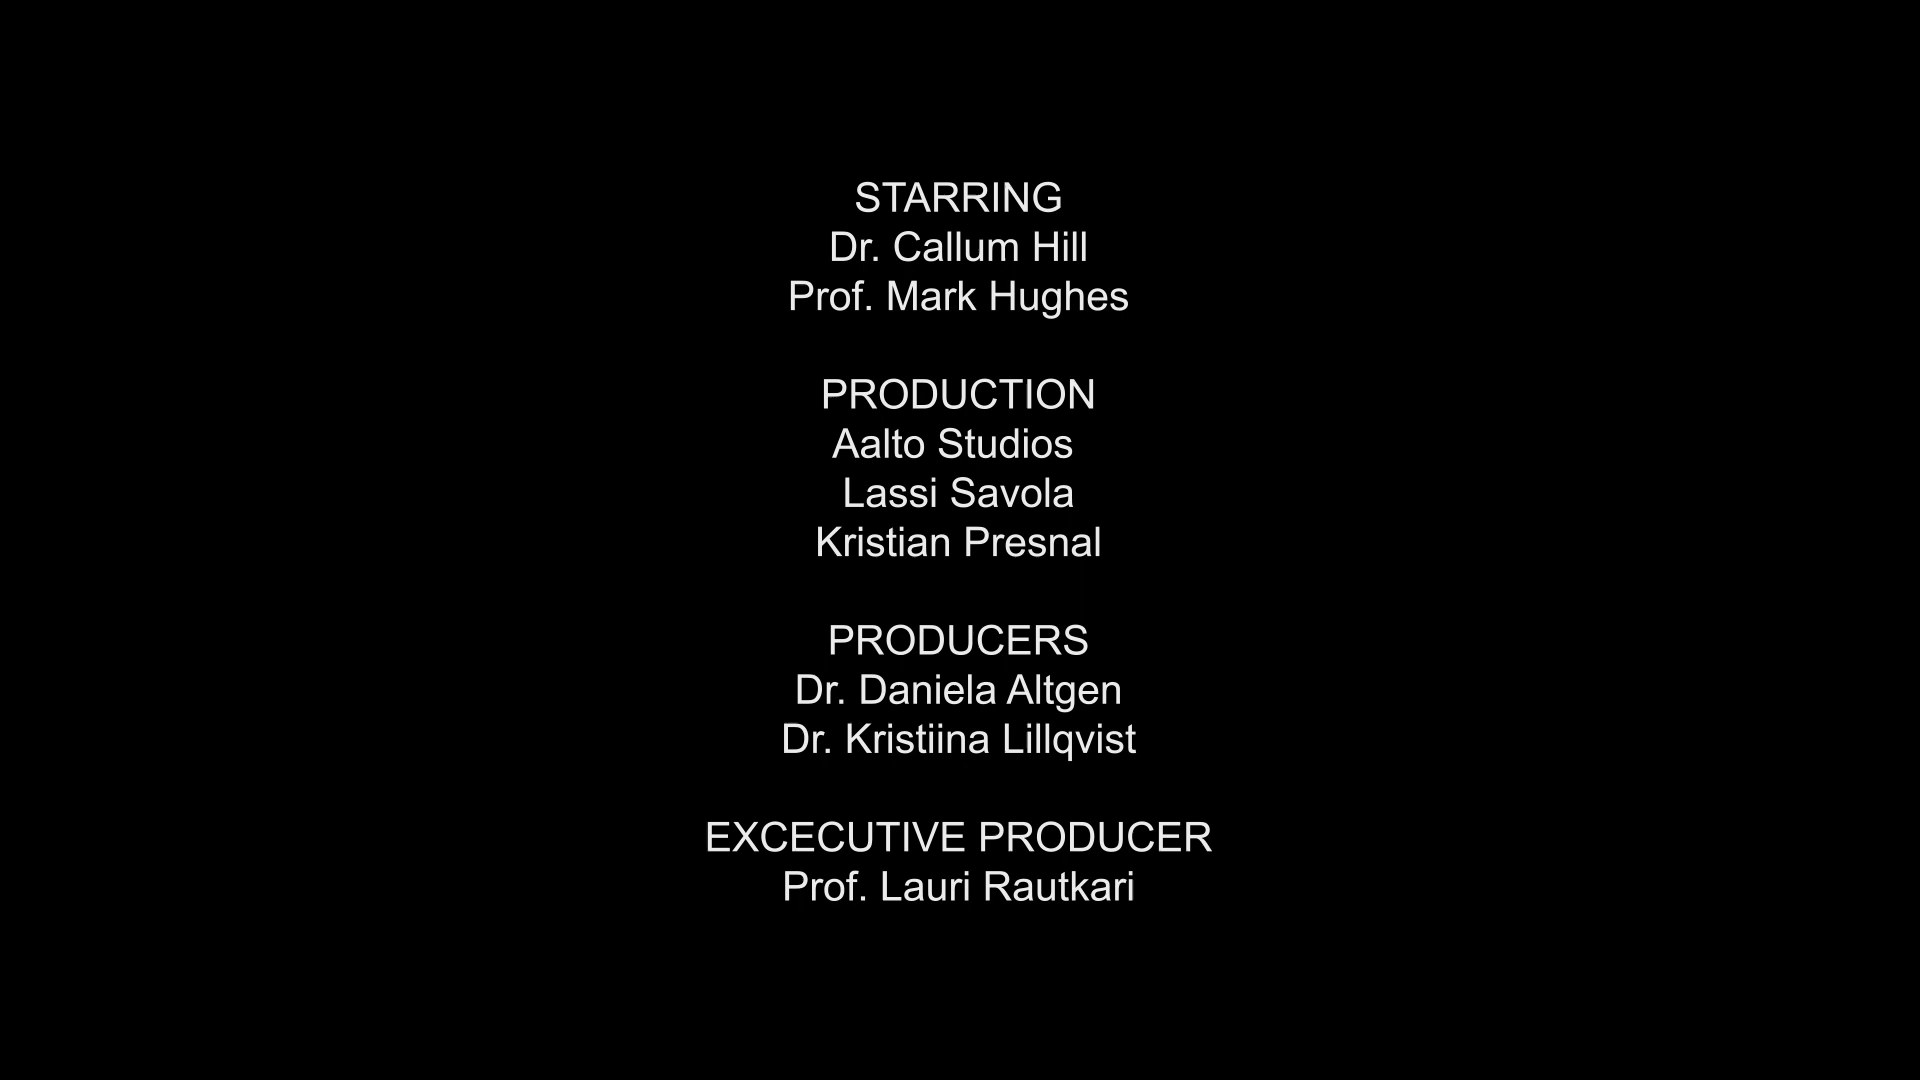 STARRING
Dr. Callum Hill
Prof. Mark Hughes
PRODUCTION
Aalto Studios
Lassi Savola
Kristian Presnal
PRODUCERS
Dr. Daniela Altgen
Dr. Kristiina Lillqvist
EXCECUTIVE PRODUCER
Prof. Lauri Rautkari